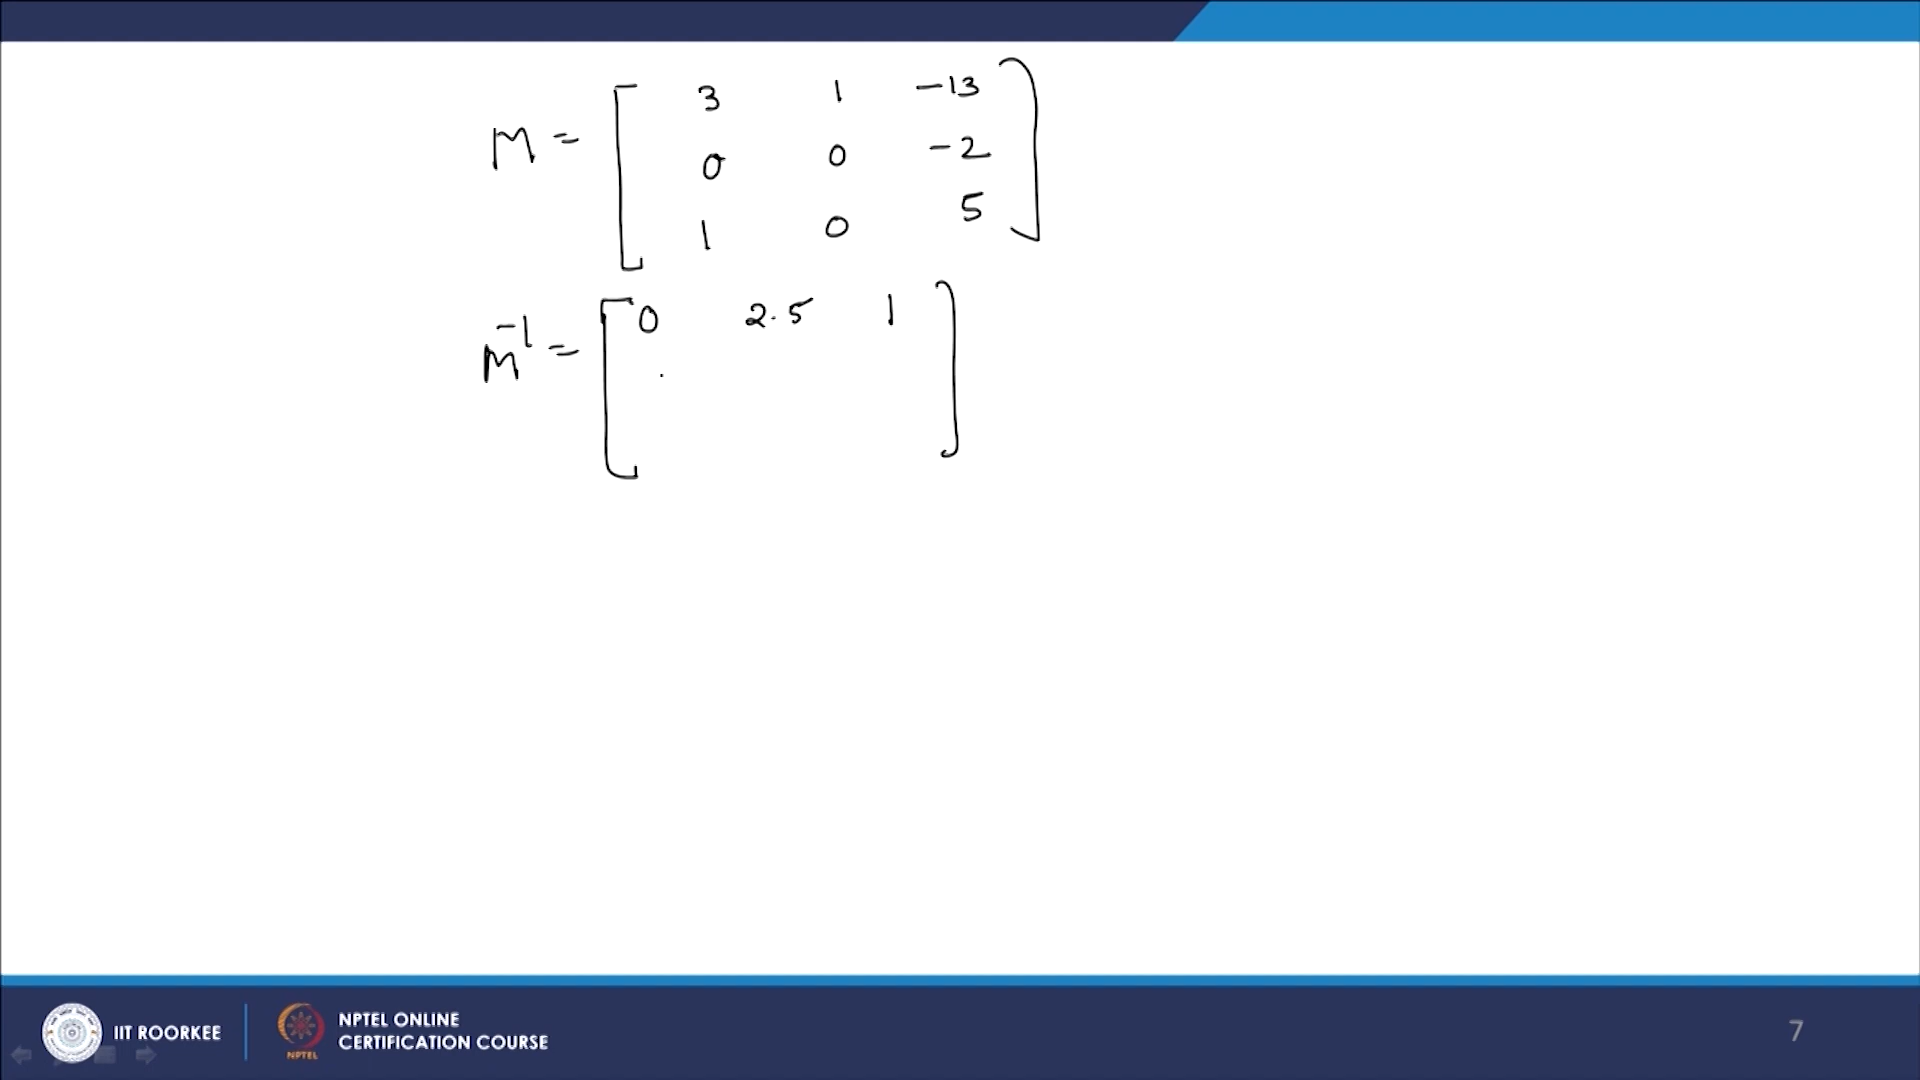 M = [ 3 1 -13
0 0 -2
1 0 5 ]
M⁻¹ = [ 0 2.5 1
]
IIT ROORKEE
NPTEL
NPTEL ONLINE
CERTIFICATION COURSE
7